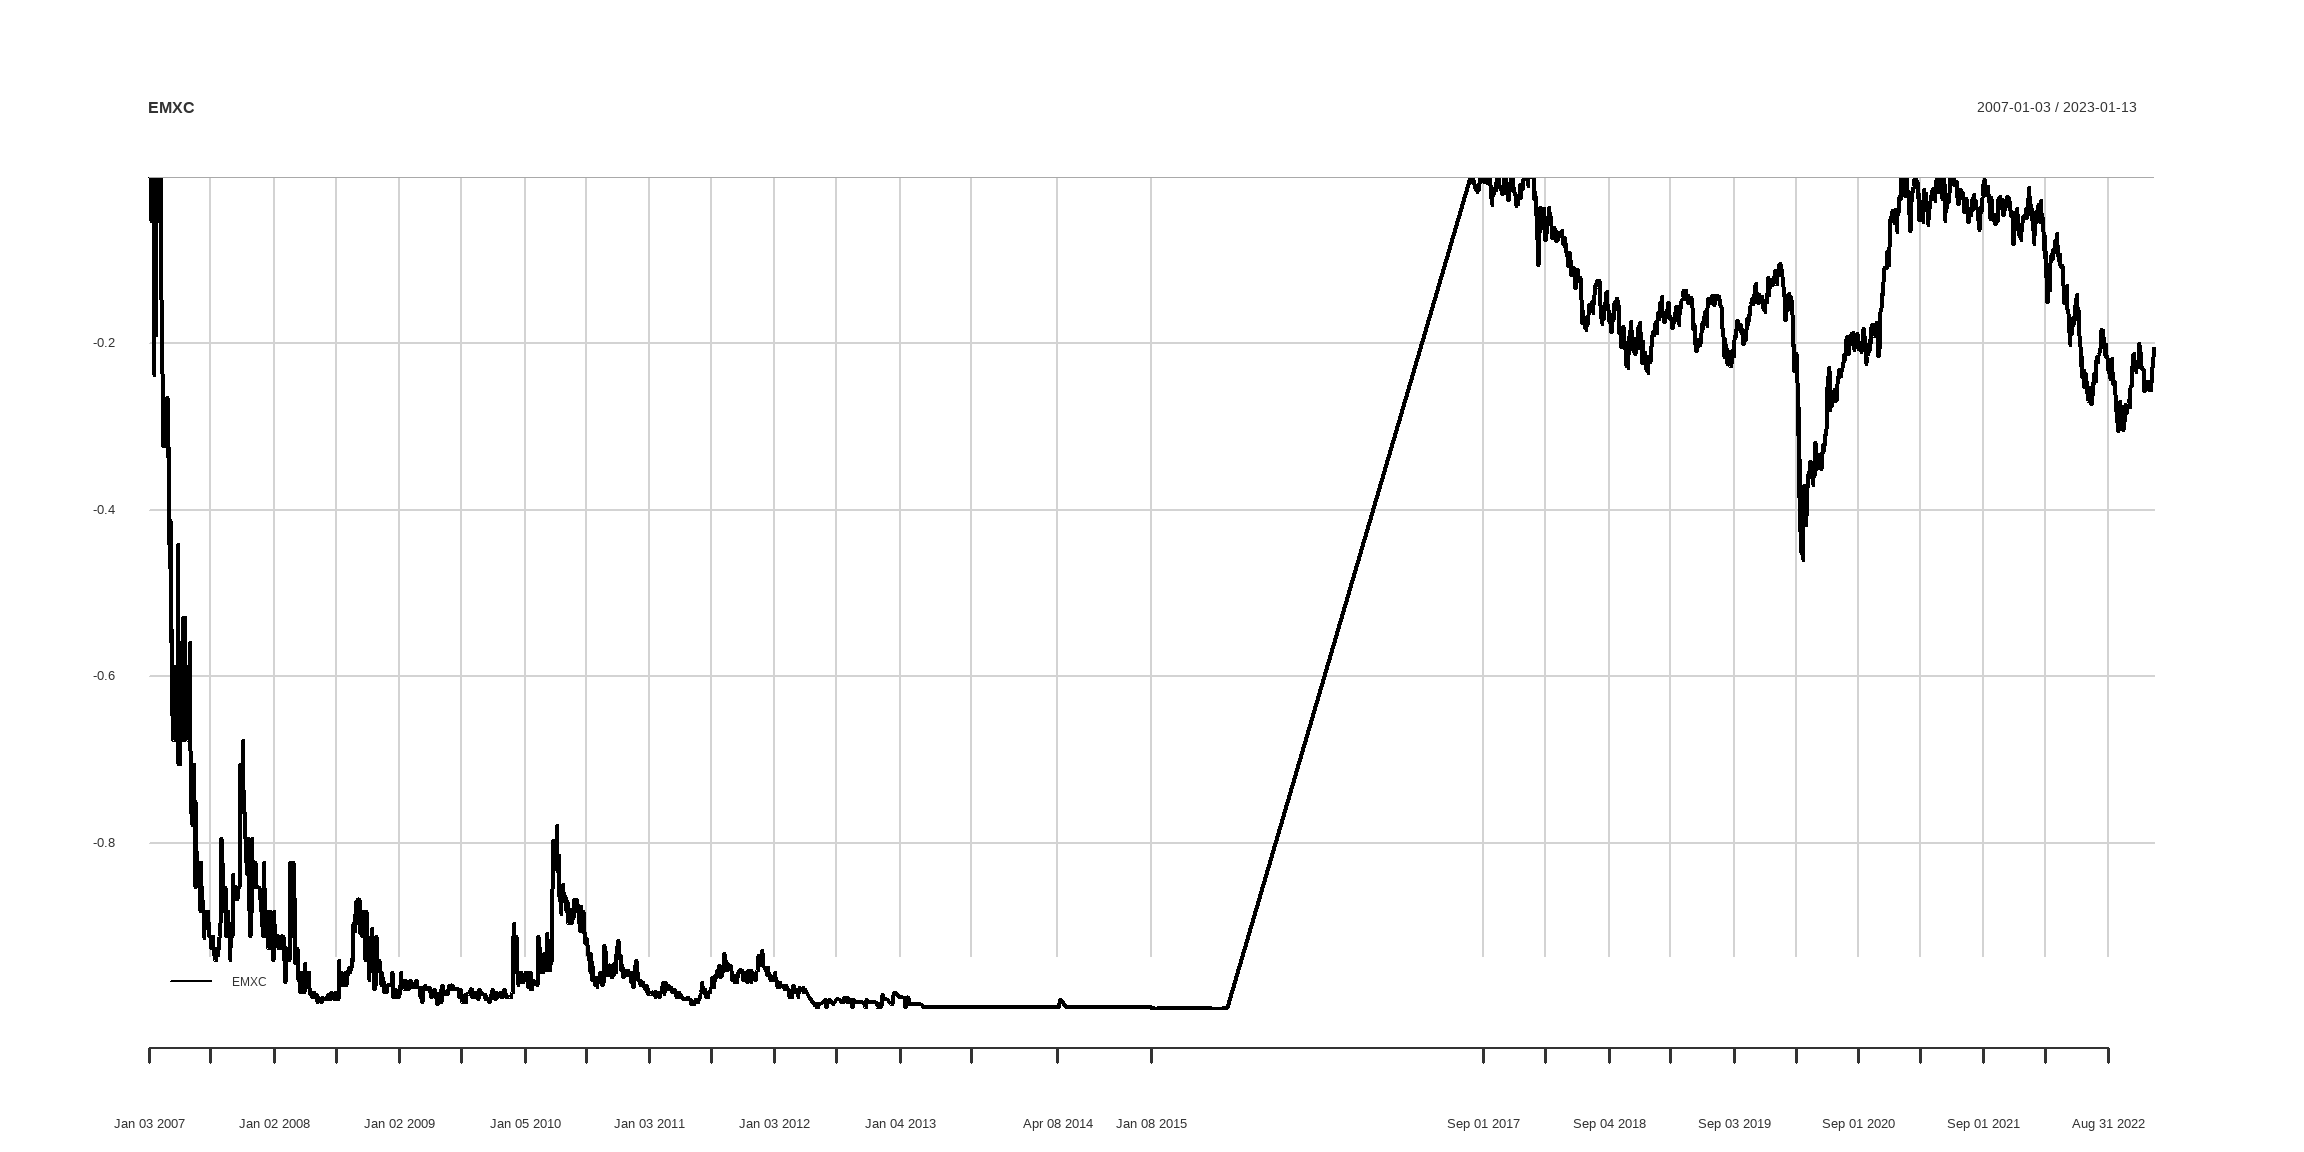 EMXC
2007-01-03 / 2023-01-13
-0.2
-0.4
-0.6
-0.8
EMXC
Jan 03 2007 Jan 02 2008 Jan 02 2009 Jan 05 2010 Jan 03 2011 Jan 03 2012 Jan 04 2013 Apr 08 2014 Jan 08 2015 Sep 01 2017 Sep 04 2018 Sep 03 2019 Sep 01 2020 Sep 01 2021 Aug 31 2022